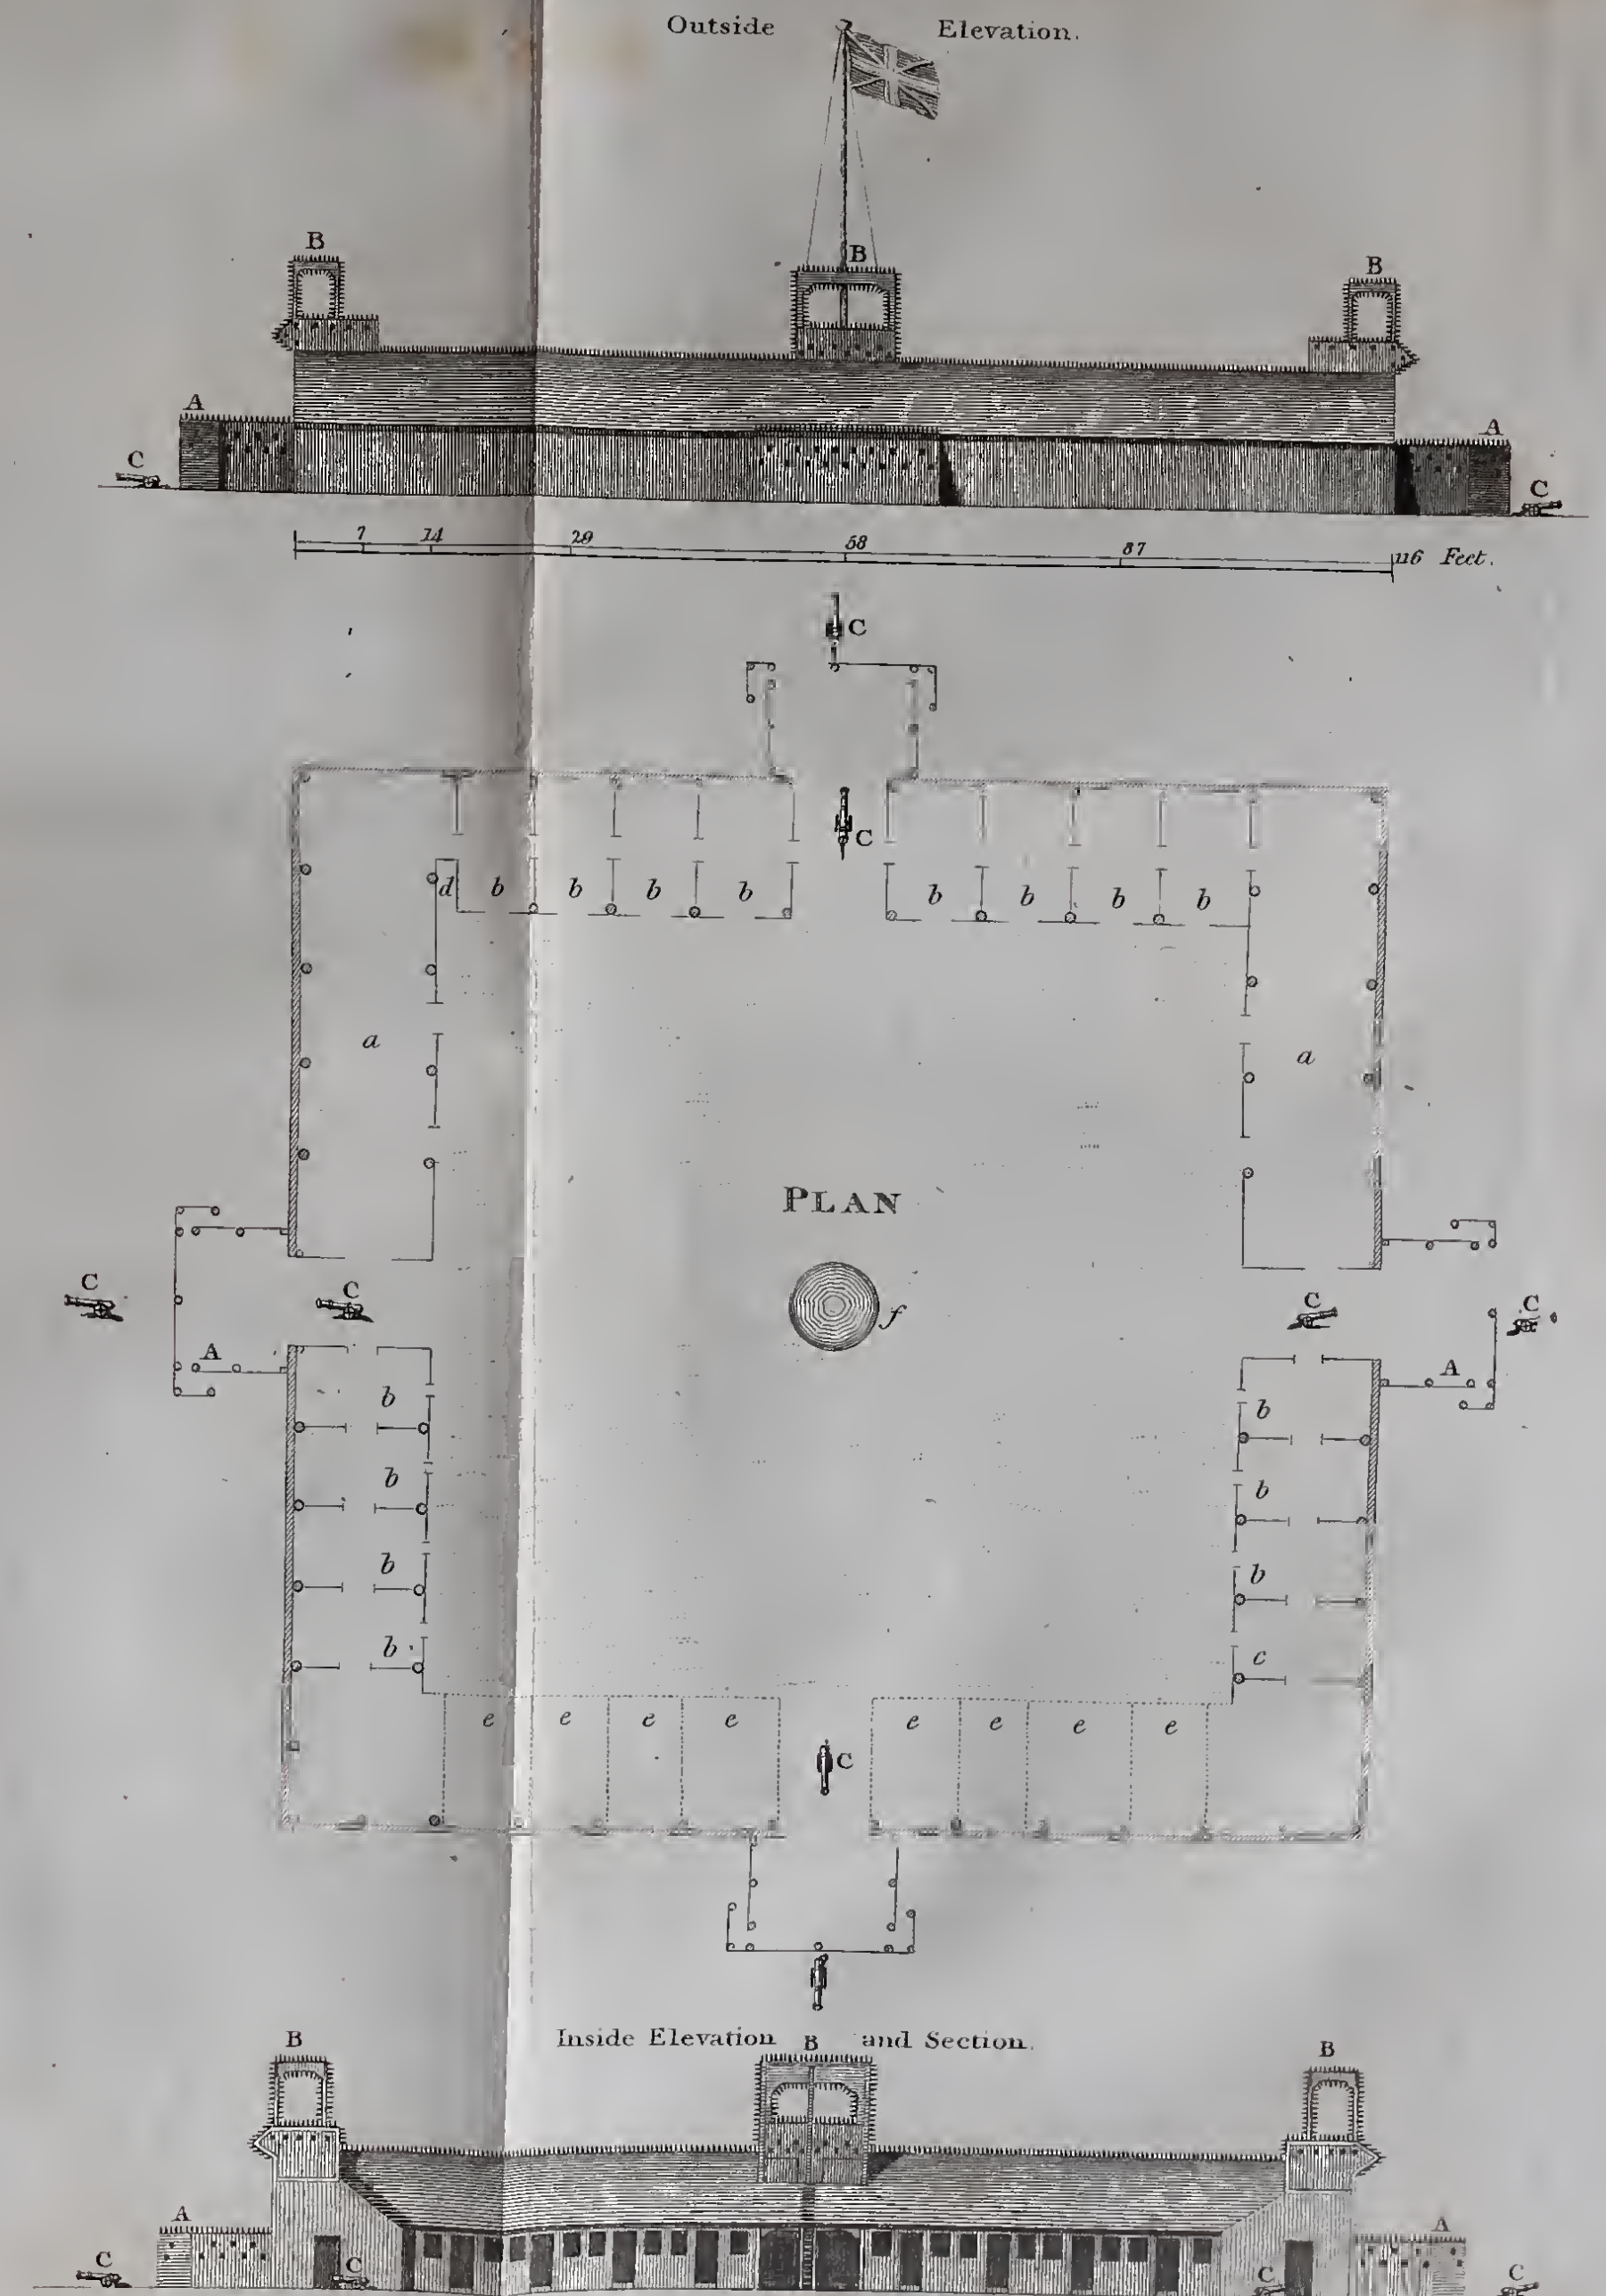 Outside Elevation.
B
B
B
A
A
C
C
7 14 29 58 87 116 Feet.
C
C
d b b b b b b b b
a a
PLAN
f
C C C C
A A
b b
b b
b b
b c
e e e e e e e e
C
Inside Elevation and Section.
B B B
A A
C C C C